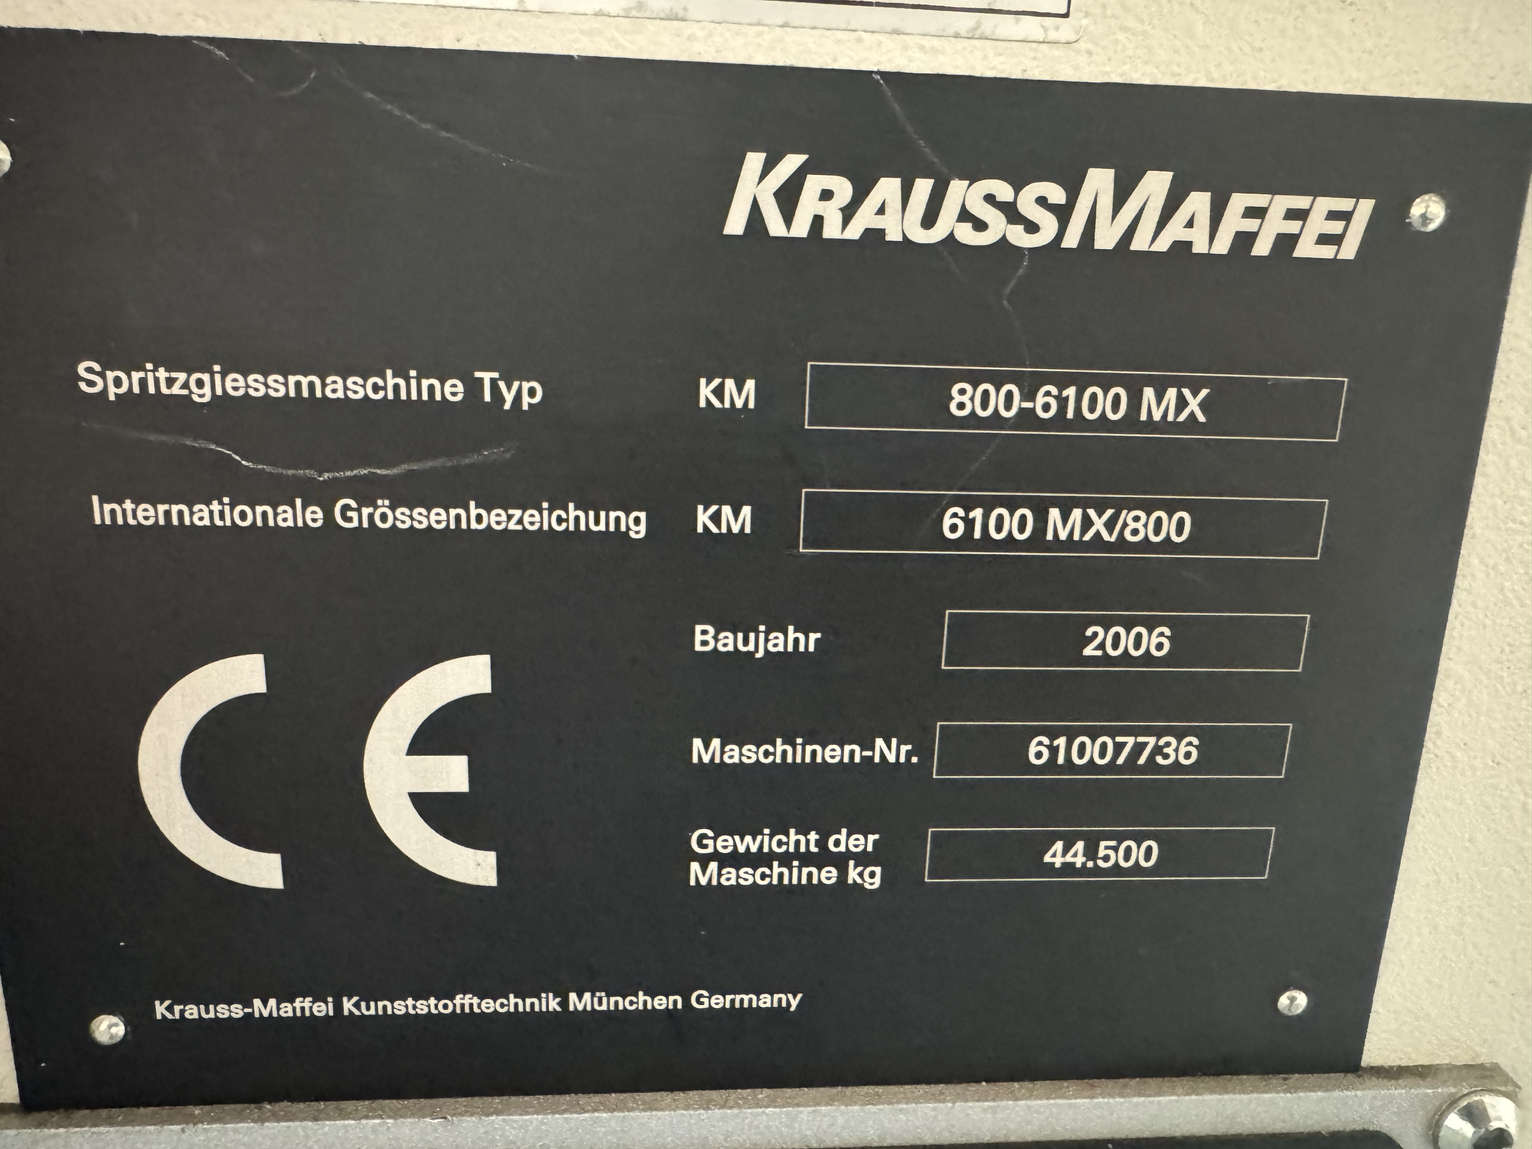 KRAUSSMAFFEI
Spritzgiessmaschine Typ KM 800-6100 MX
Internationale Grössenbezeichung KM 6100 MX/800
Baujahr 2006
Maschinen-Nr. 61007736
Gewicht der
Maschine kg 44.500
CE
Krauss-Maffei Kunststofftechnik München Germany